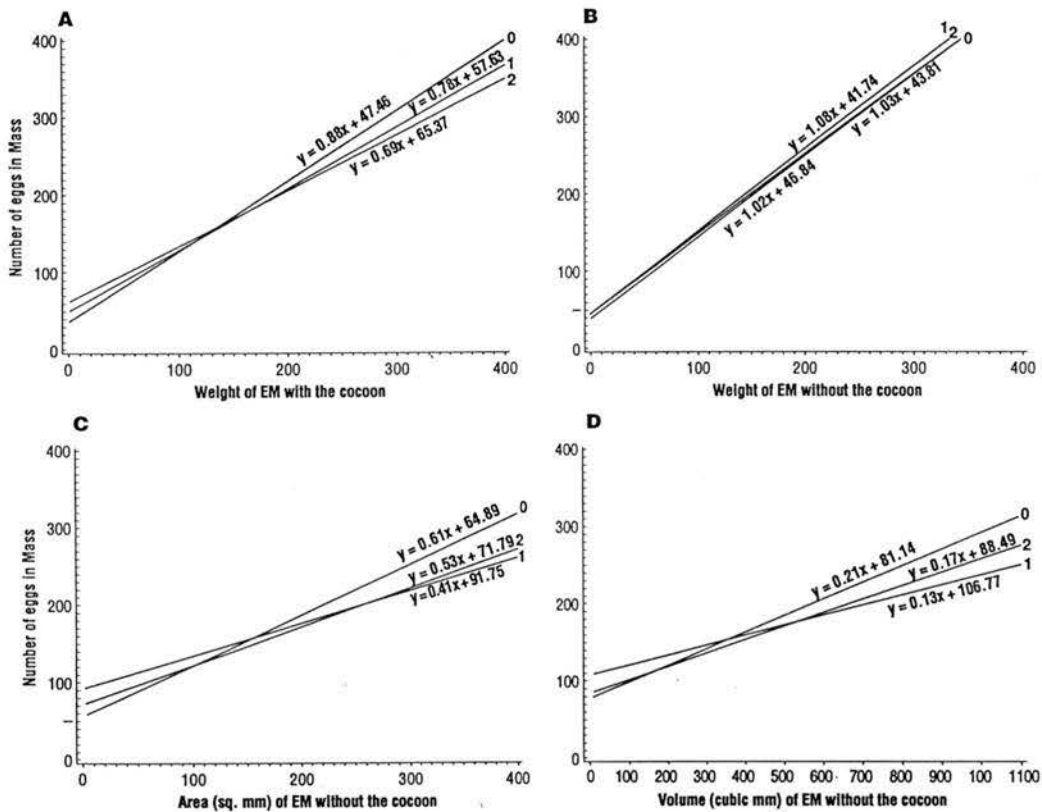 A
Number of eggs in Mass
400
300
200
100
0
0
100
200
300
400
Weight of EM with the cocoon
y = 0.88x + 47.46
y = 0.78x + 57.63
y = 0.69x + 65.37
0
1
2
B
400
300
200
100
0
0
100
200
300
400
Weight of EM without the cocoon
y = 1.08x + 41.74
y = 1.03x + 43.81
y = 1.02x + 46.84
1
2
0
C
Number of eggs in Mass
400
300
200
100
0
0
100
200
300
400
Area (sq. mm) of EM without the cocoon
y = 0.61x + 64.89
y = 0.53x + 71.79
y = 0.41x + 91.75
0
2
1
D
400
300
200
100
0
0
100
200
300
400
500
600
700
800
900
1000
1100
Volume (cubic mm) of EM without the cocoon
y = 0.21x + 81.14
y = 0.17x + 88.49
y = 0.13x + 106.77
0
2
1